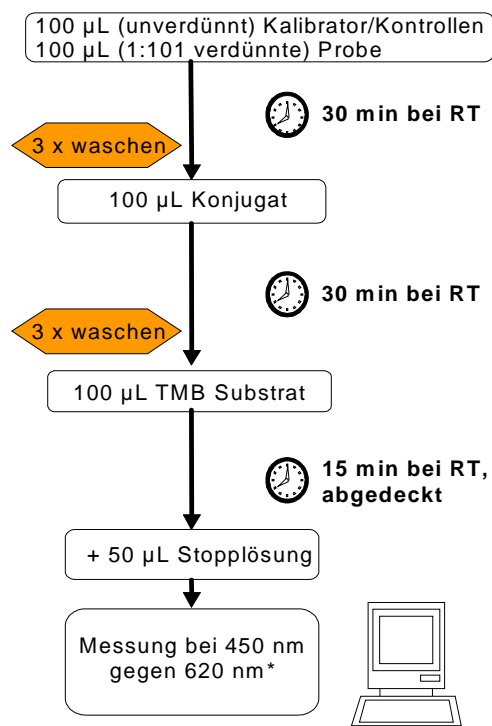 100 µL (unverdünnt) Kalibrator/Kontrollen
100 µL (1:101 verdünnte) Probe
30 min bei RT
3 x waschen
100 µL Konjugat
30 min bei RT
3 x waschen
100 µL TMB Substrat
15 min bei RT,
abgedeckt
+ 50 µL Stopplösung
Messung bei 450 nm
gegen 620 nm*